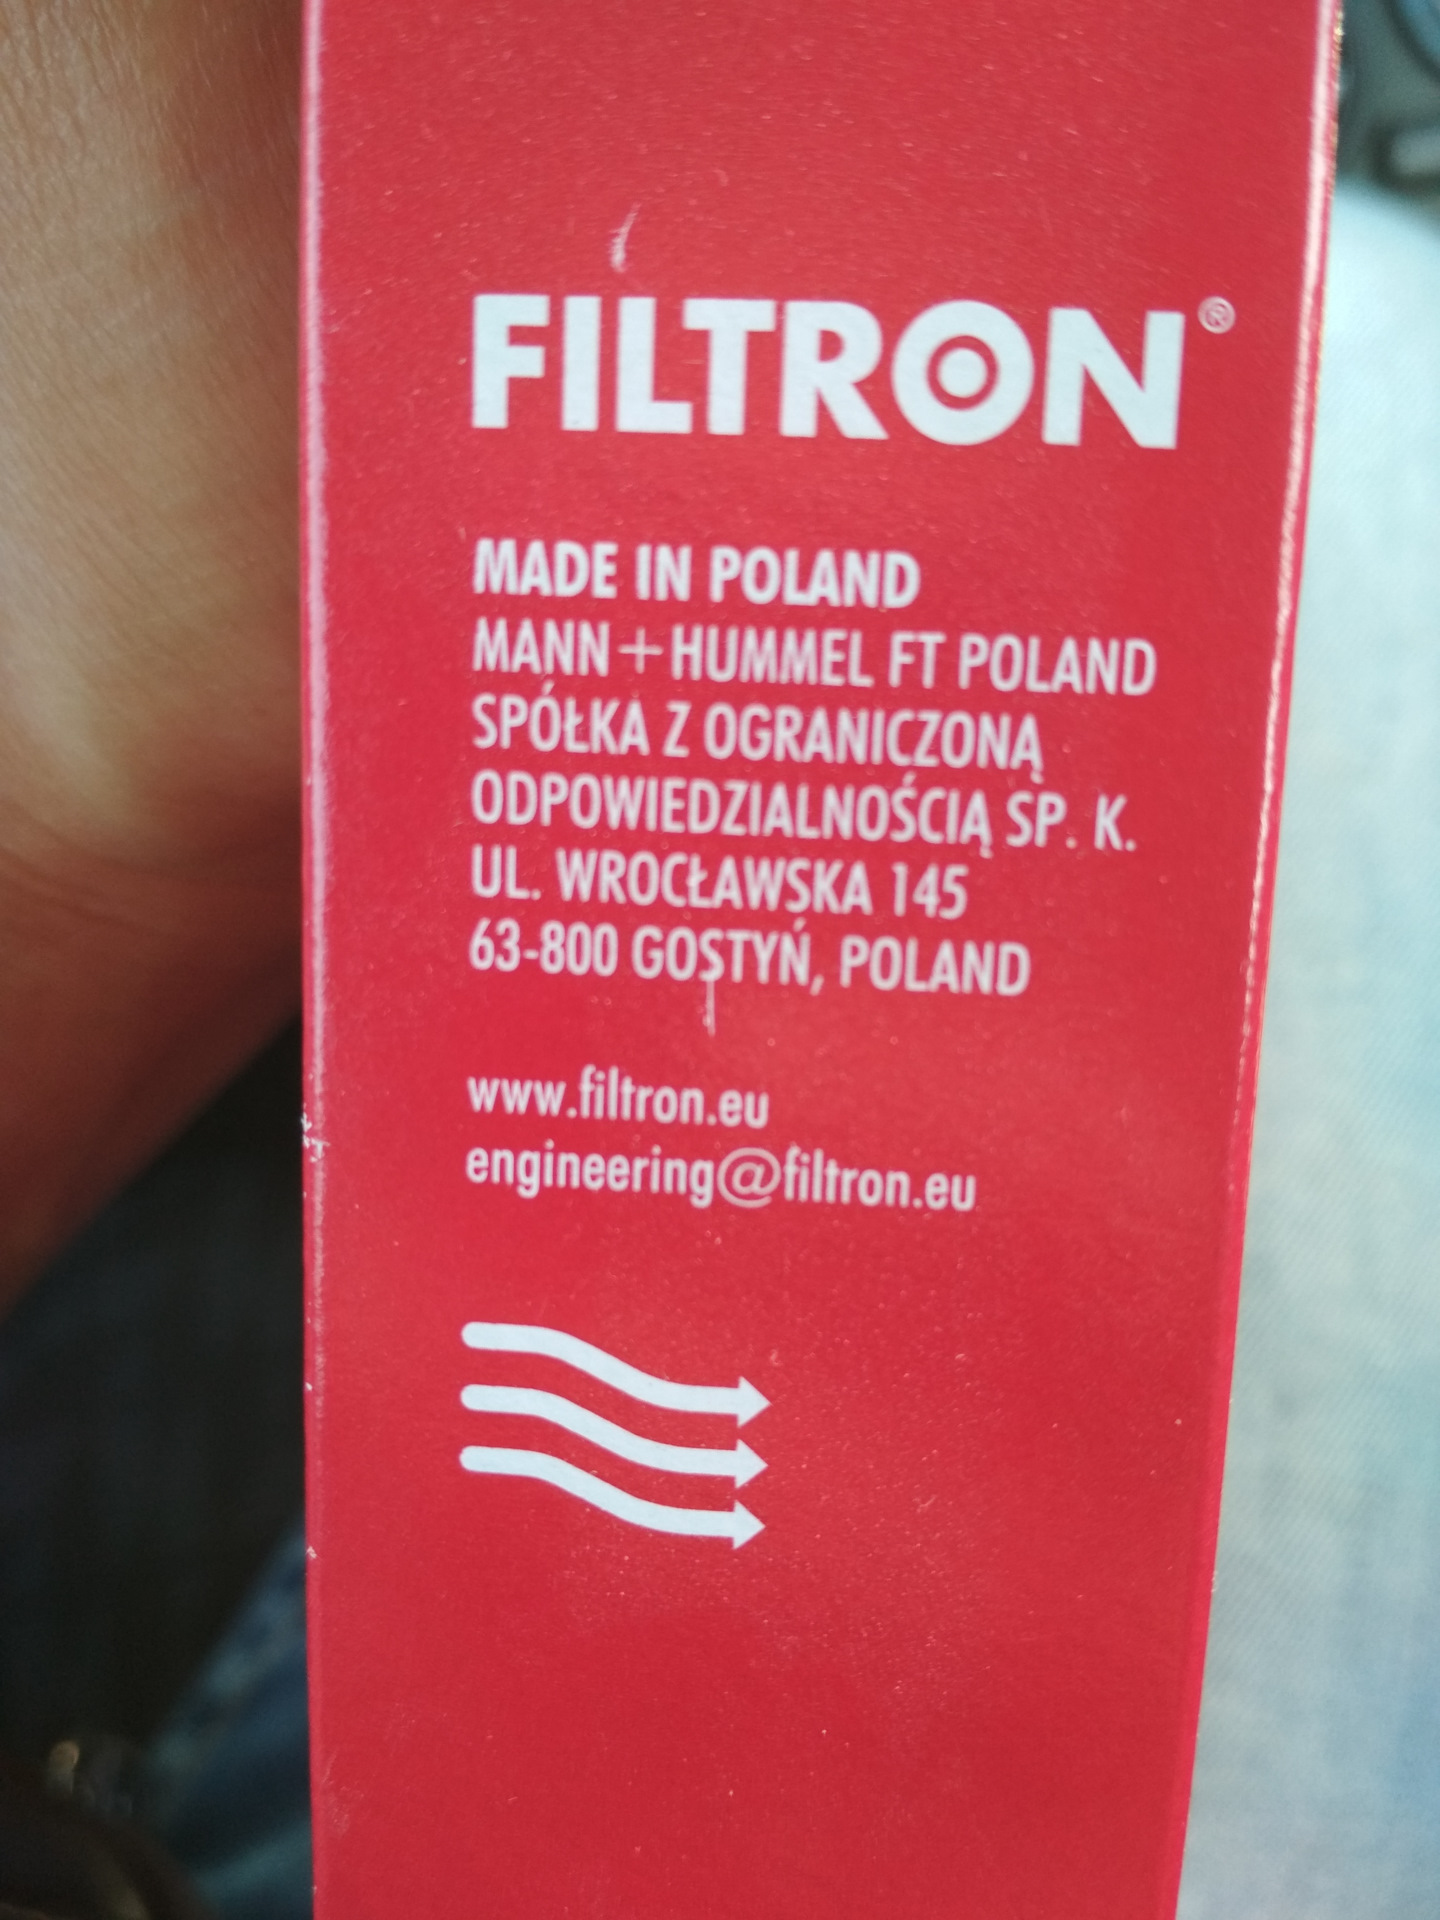 FILTRON®
MADE IN POLAND
MANN+HUMMEL FT POLAND
SPÓŁKA Z OGRANICZONĄ
ODPOWIEDZIALNOŚCIĄ SP. K.
UL. WROCŁAWSKA 145
63-800 GOSTYŃ, POLAND
www.filtron.eu
engineering@filtron.eu